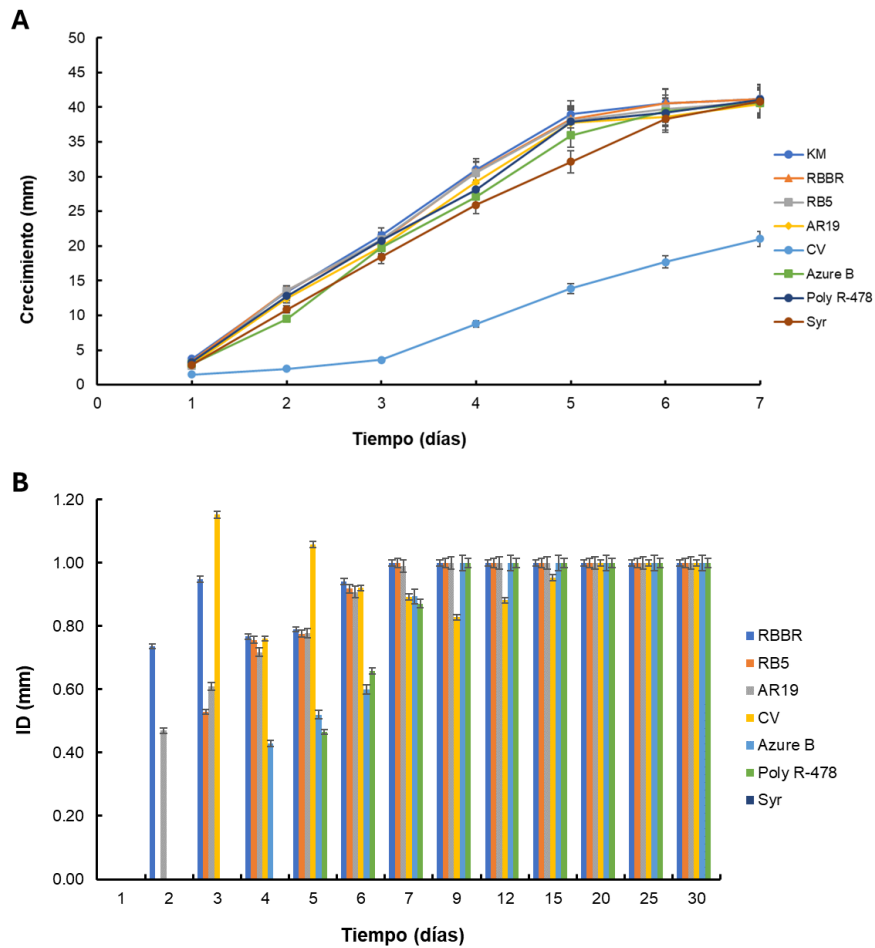 A
50
45
40
35
30
25
20
15
10
5
0
Crecimiento (mm)
0 1 2 3 4 5 6 7
Tiempo (días)
KM
RBBR
RB5
AR19
CV
Azure B
Poly R-478
Syr
B
1.20
1.00
0.80
0.60
0.40
0.20
0.00
ID (mm)
1 2 3 4 5 6 7 9 12 15 20 25 30
Tiempo (días)
RBBR
RB5
AR19
CV
Azure B
Poly R-478
Syr